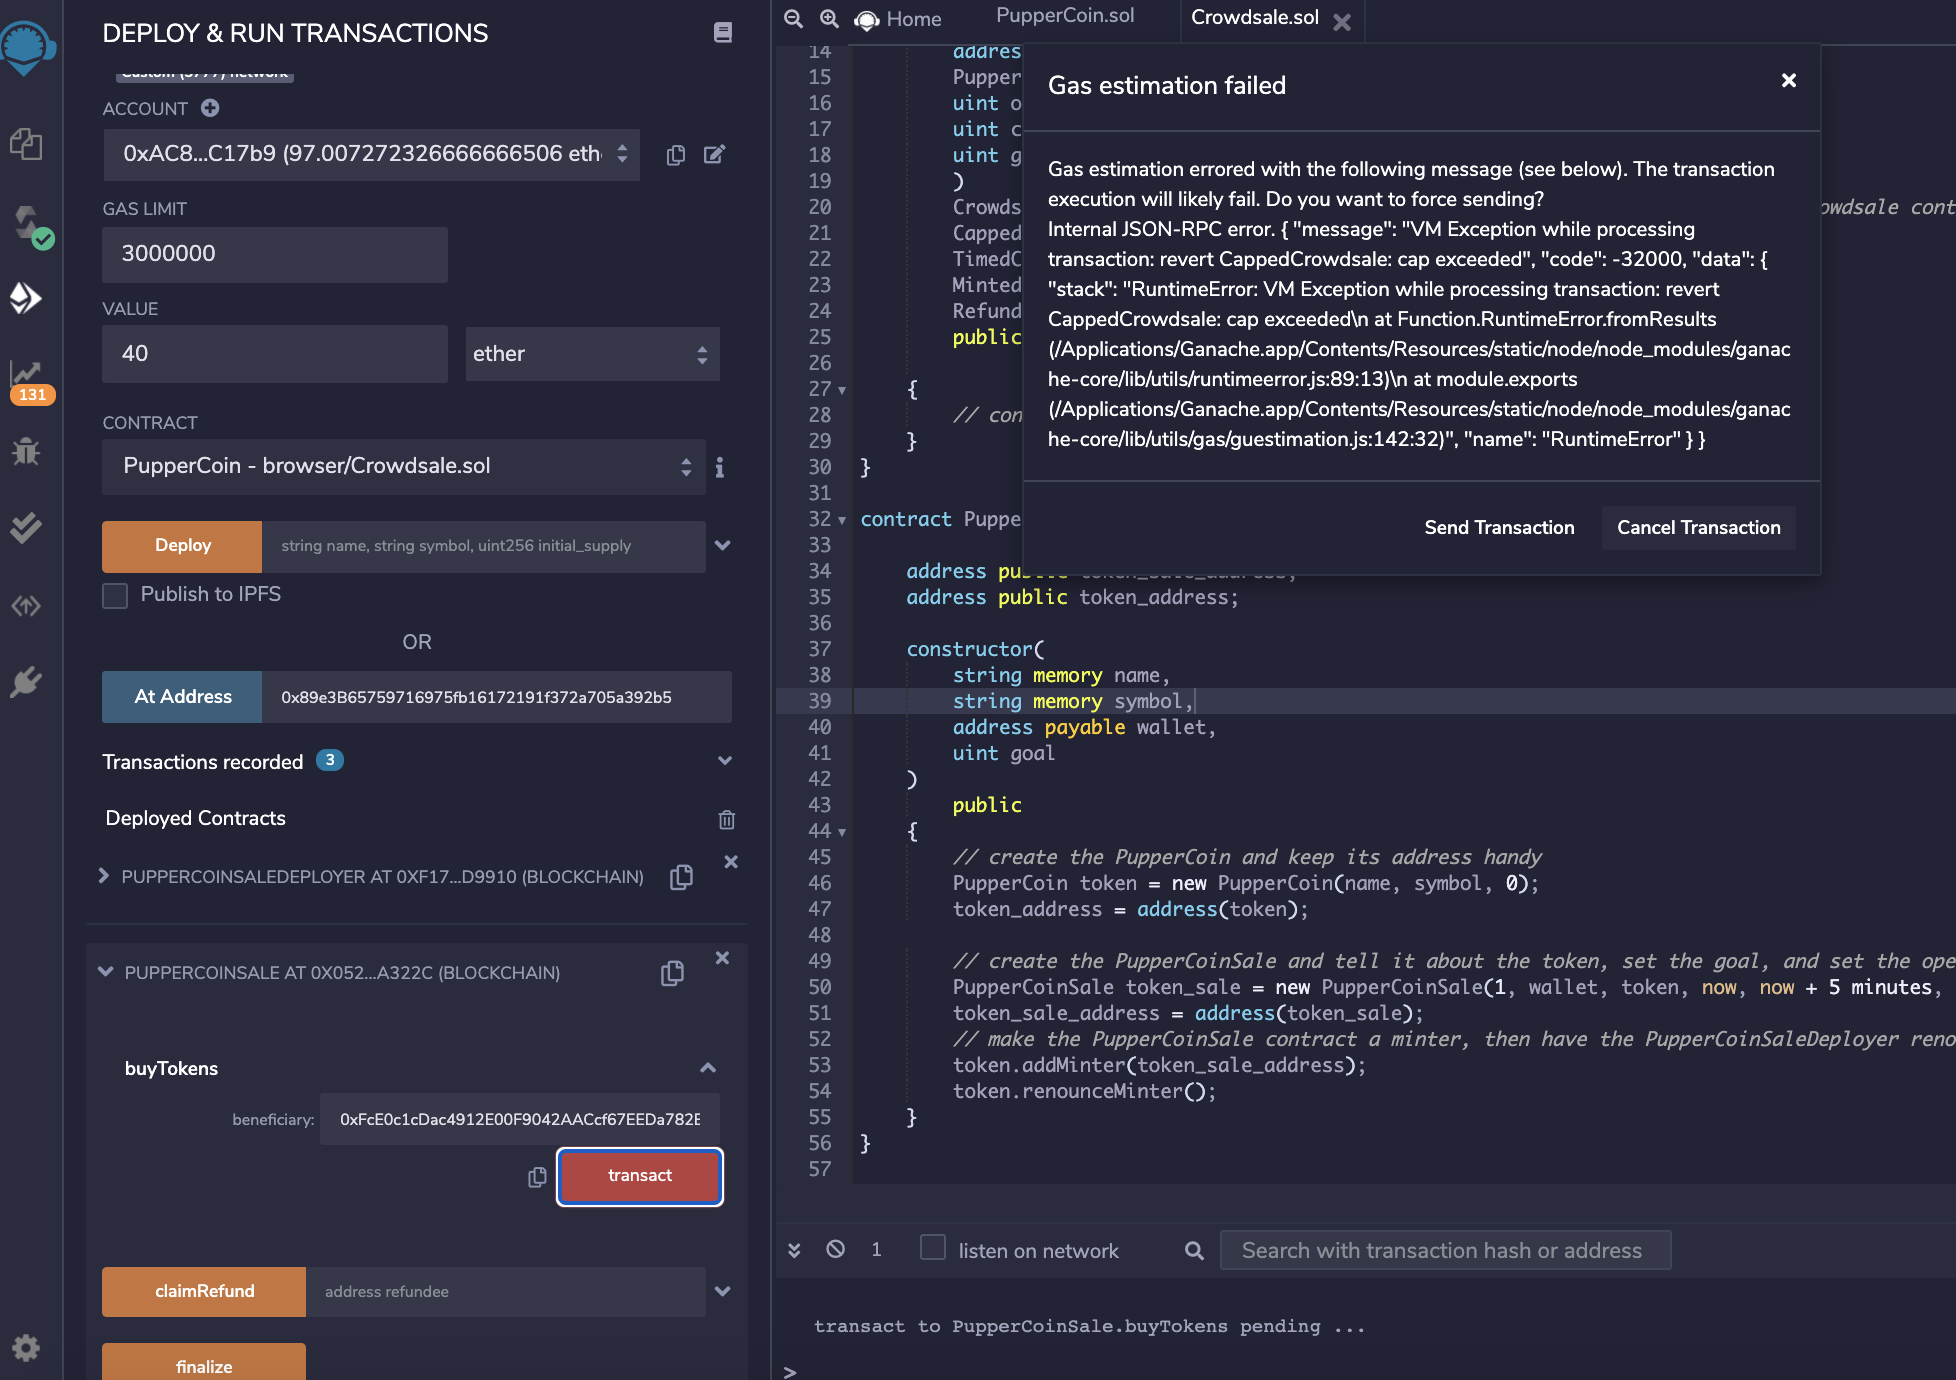 DEPLOY & RUN TRANSACTIONS
Custom (5777) network
ACCOUNT
0xAC8...C17b9 (97.007272326666666506 eth
GAS LIMIT
3000000
VALUE
40
ether
131
CONTRACT
PupperCoin - browser/Crowdsale.sol
Deploy
string name, string symbol, uint256 initial_supply
Publish to IPFS
OR
At Address
0x89e3B65759716975fb16172191f372a705a392b5
Transactions recorded 3
Deployed Contracts
PUPPERCOINSALEDEPLOYER AT 0XF17...D9910 (BLOCKCHAIN)
PUPPERCOINSALE AT 0X052...A322C (BLOCKCHAIN)
buyTokens
beneficiary: 0xFcE0c1cDac4912E00F9042AACcf67EEDa782E
transact
claimRefund
address refundee
finalize
Home
PupperCoin.sol
Crowdsale.sol
14 addres
15 Pupper
16 uint o
17 uint c
18 uint g
19 )
20 Crowds
owdsale cont
21 Capped
22 TimedC
23 Minted
24 Refund
25 public
26
27 {
28 // con
29 }
30 }
31
32 contract Puppe
33
34 address public token_sale_address;
35 address public token_address;
36
37 constructor(
38 string memory name,
39 string memory symbol,
40 address payable wallet,
41 uint goal
42 )
43 public
44 {
45 // create the PupperCoin and keep its address handy
46 PupperCoin token = new PupperCoin(name, symbol, 0);
47 token_address = address(token);
48
49 // create the PupperCoinSale and tell it about the token, set the goal, and set the ope
50 PupperCoinSale token_sale = new PupperCoinSale(1, wallet, token, now, now + 5 minutes,
51 token_sale_address = address(token_sale);
52 // make the PupperCoinSale contract a minter, then have the PupperCoinSaleDeployer reno
53 token.addMinter(token_sale_address);
54 token.renounceMinter();
55 }
56 }
57
Gas estimation failed
Gas estimation errored with the following message (see below). The transaction
execution will likely fail. Do you want to force sending?
Internal JSON-RPC error. { "message": "VM Exception while processing
transaction: revert CappedCrowdsale: cap exceeded", "code": -32000, "data": {
"stack": "RuntimeError: VM Exception while processing transaction: revert
CappedCrowdsale: cap exceeded\n at Function.RuntimeError.fromResults
(/Applications/Ganache.app/Contents/Resources/static/node/node_modules/ganac
he-core/lib/utils/runtimeerror.js:89:13)\n at module.exports
(/Applications/Ganache.app/Contents/Resources/static/node/node_modules/ganac
he-core/lib/utils/gas/guestimation.js:142:32)", "name": "RuntimeError" } }
Send Transaction
Cancel Transaction
1
listen on network
Search with transaction hash or address
transact to PupperCoinSale.buyTokens pending ...
>